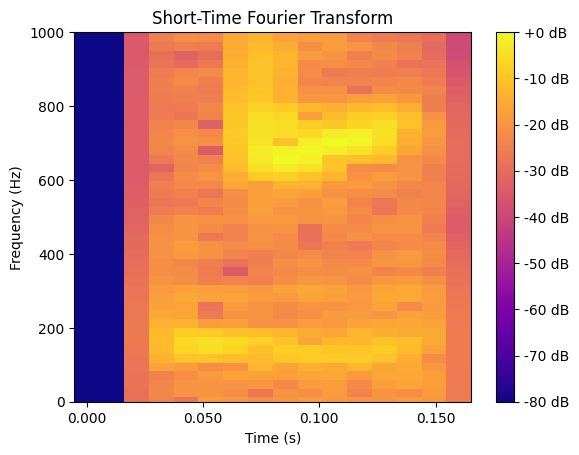 Short-Time Fourier Transform
1000
800
600
400
200
0
Frequency (Hz)
0.000
0.050
0.100
0.150
Time (s)
+0 dB
-10 dB
-20 dB
-30 dB
-40 dB
-50 dB
-60 dB
-70 dB
-80 dB